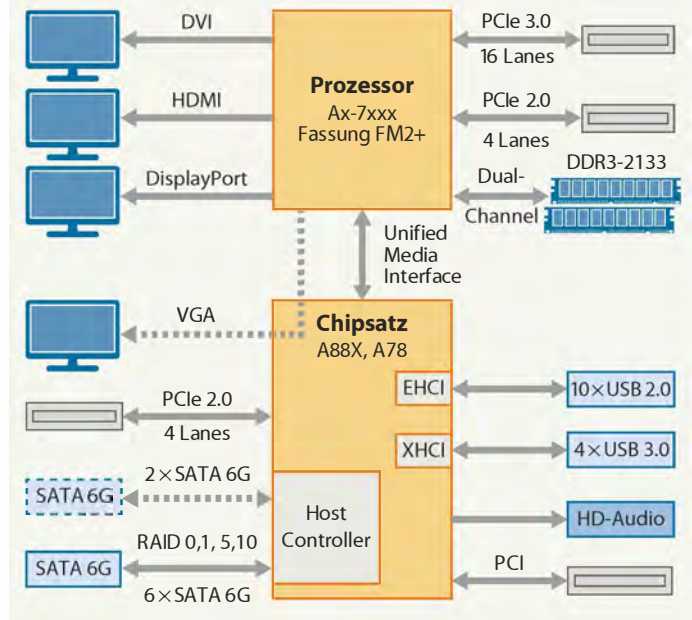 DVI
HDMI
DisplayPort
Prozessor
Ax-7xxx
Fassung FM2+
PCIe 3.0
16 Lanes
PCIe 2.0
4 Lanes
DDR3-2133
Dual-
Channel
Unified
Media
Interface
VGA
Chipsatz
A88X, A78
PCIe 2.0
4 Lanes
EHCI
10×USB 2.0
XHCI
4×USB 3.0
2×SATA 6G
SATA 6G
Host
Controller
HD-Audio
RAID 0,1, 5,10
SATA 6G
6×SATA 6G
PCI